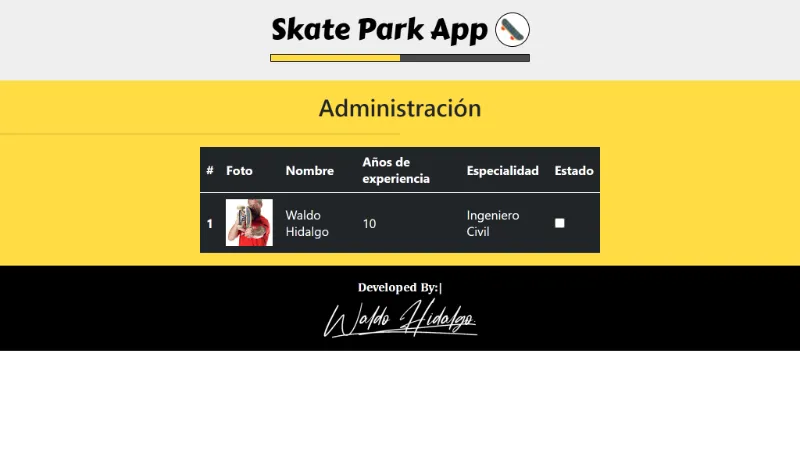 Skate Park App
Administración
# Foto Nombre Años de experiencia Especialidad Estado
1 Waldo Hidalgo 10 Ingeniero Civil
Developed By:|
Waldo Hidalgo